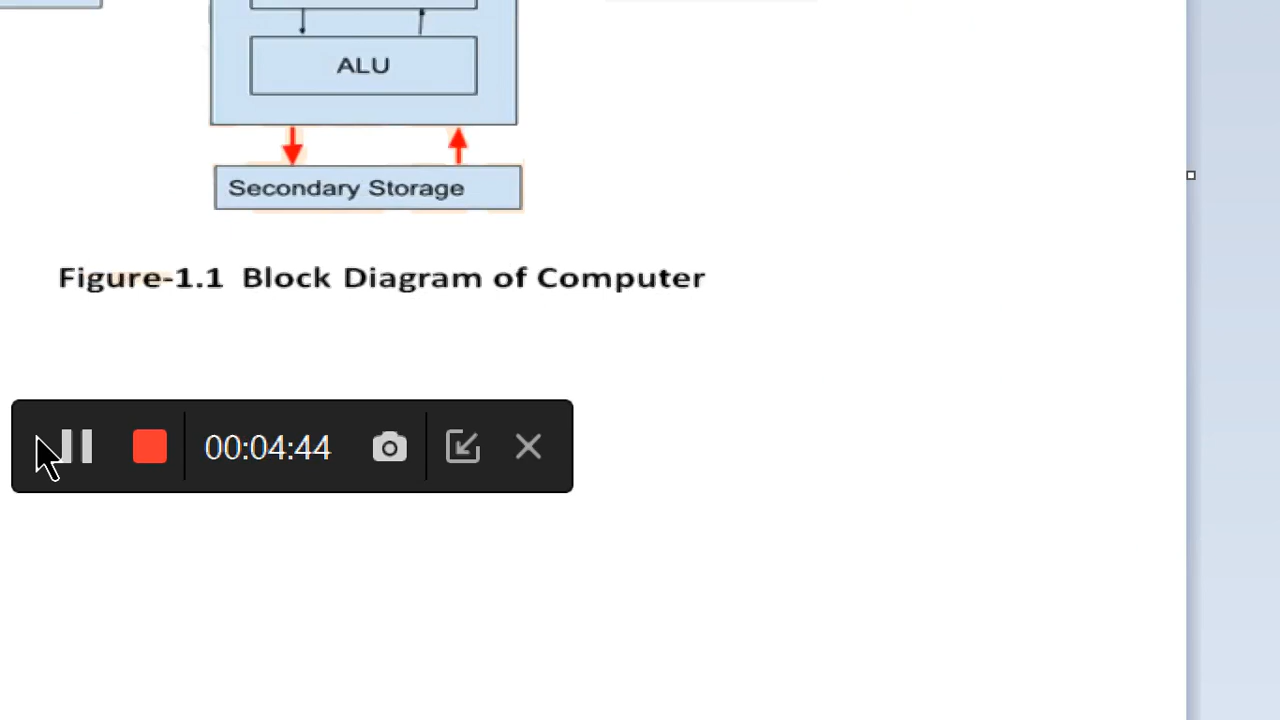 ALU
Secondary Storage
Figure-1.1 Block Diagram of Computer
00:04:44